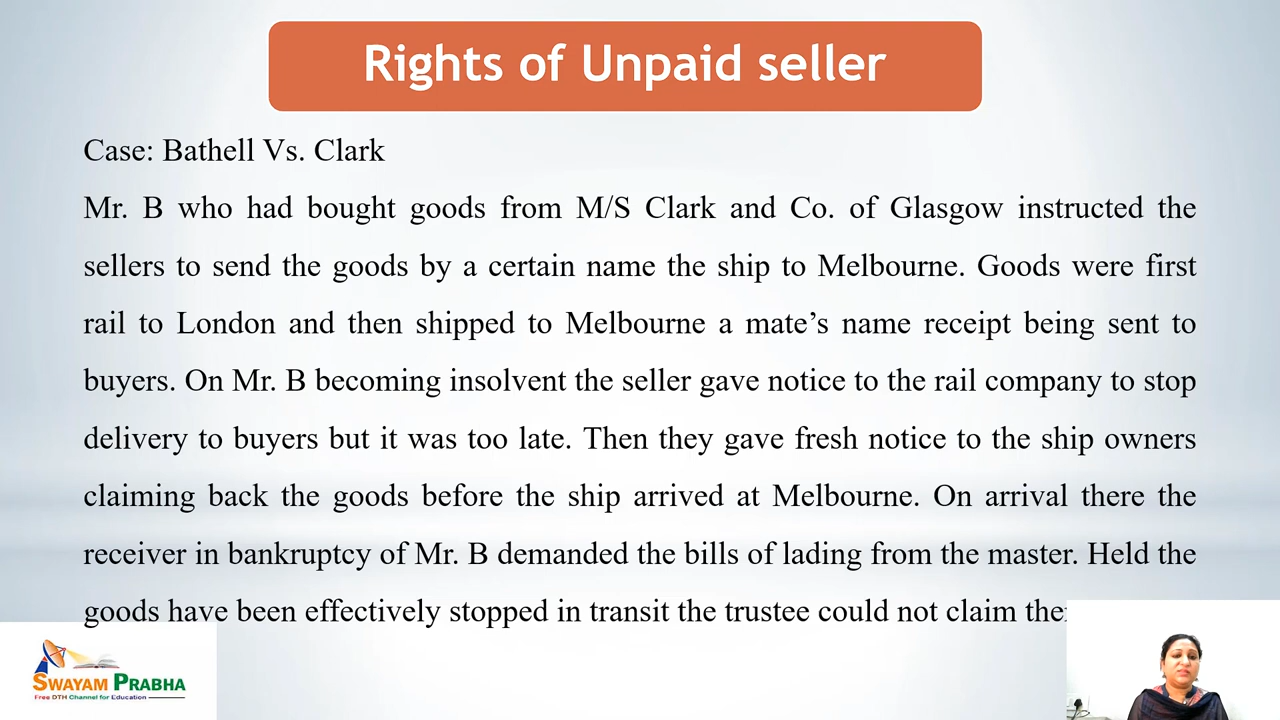 Rights of Unpaid seller
Case: Bathell Vs. Clark
Mr. B who had bought goods from M/S Clark and Co. of Glasgow instructed the
sellers to send the goods by a certain name the ship to Melbourne. Goods were first
rail to London and then shipped to Melbourne a mate’s name receipt being sent to
buyers. On Mr. B becoming insolvent the seller gave notice to the rail company to stop
delivery to buyers but it was too late. Then they gave fresh notice to the ship owners
claiming back the goods before the ship arrived at Melbourne. On arrival there the
receiver in bankruptcy of Mr. B demanded the bills of lading from the master. Held the
goods have been effectively stopped in transit the trustee could not claim
SWAYAM PRABHA
Free DTH Channel for Education